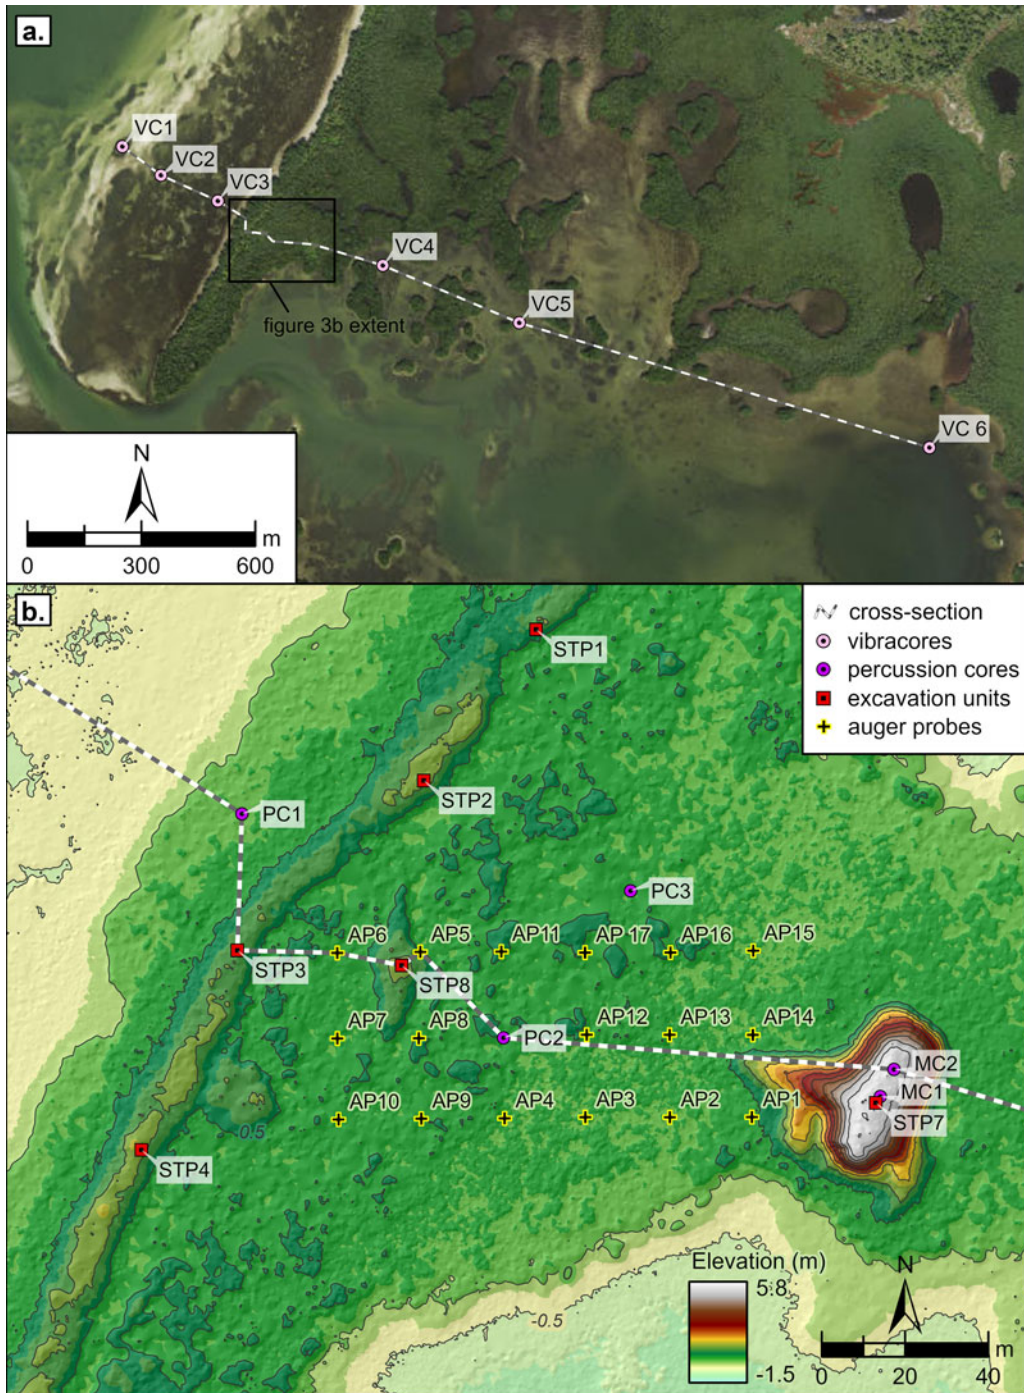 a.
VC1
VC2
VC3
VC4
VC5
VC 6
figure 3b extent
N
m
0 300 600
b.
cross-section
vibracores
percussion cores
excavation units
auger probes
STP1
STP2
PC1
PC3
AP6 AP5 AP11 AP 17 AP16 AP15
STP3
STP8
AP7 AP8 PC2 AP12 AP13 AP14
MC2
MC1
AP10 AP9 AP4 AP3 AP2 AP1
STP7
0.5
STP4
Elevation (m)
5.8
-1.5
N
0
-0.5
m
0 20 40